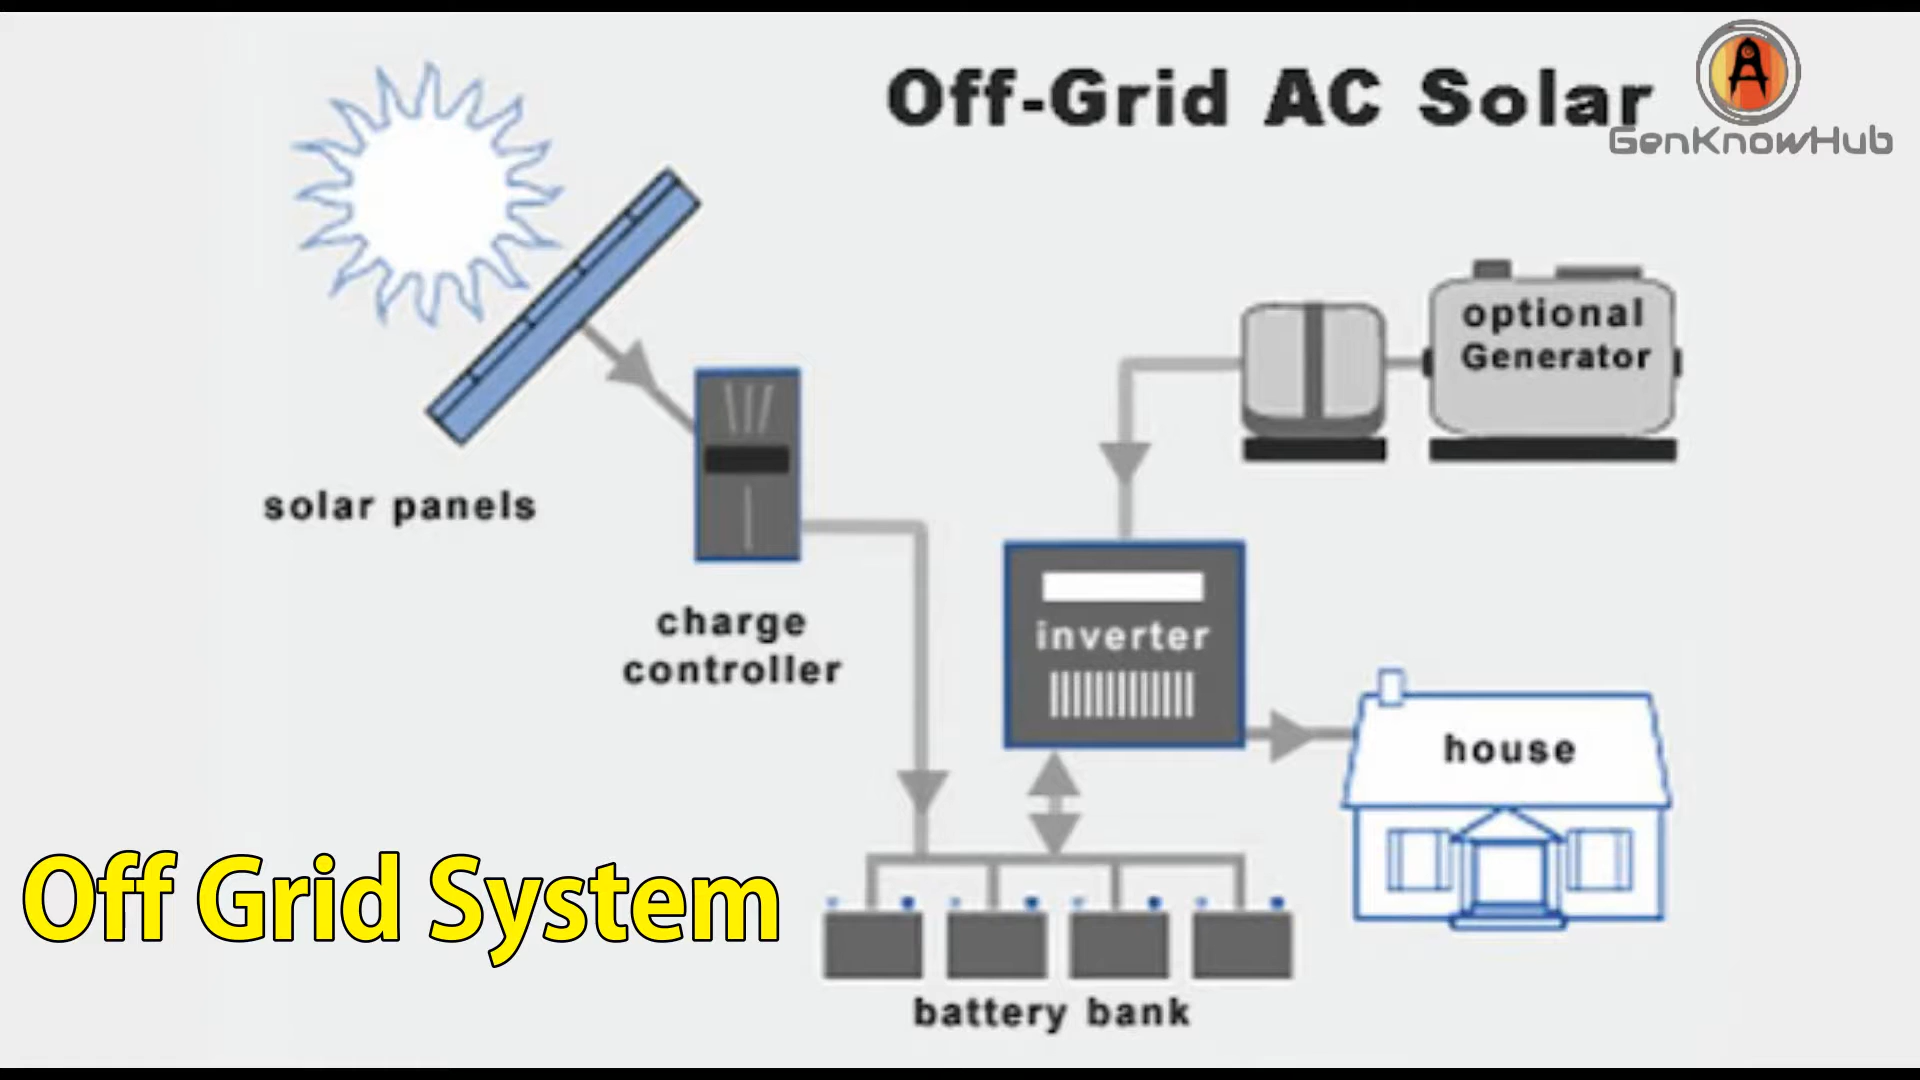 Off-Grid AC Solar
GenKnowHub
optional
Generator
solar panels
charge
controller
inverter
house
Off Grid System
battery bank